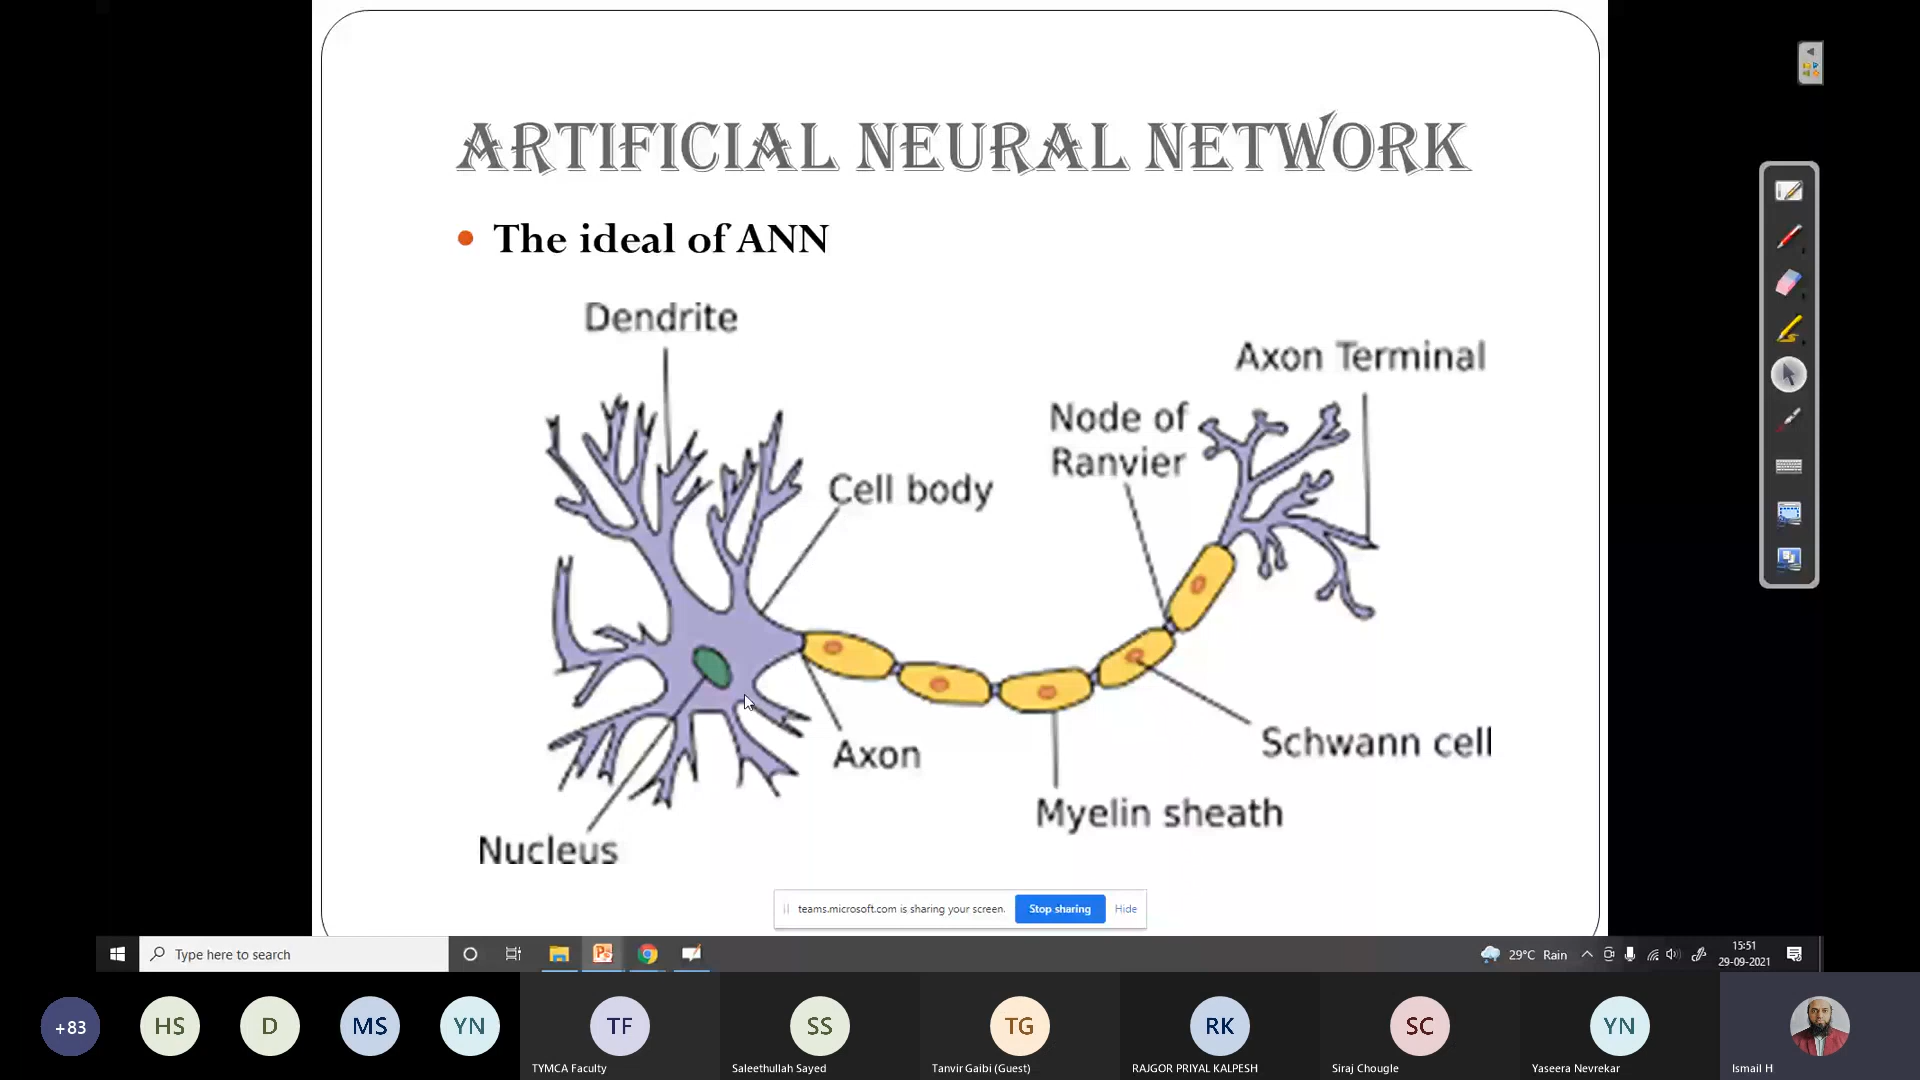 ARTIFICIAL NEURAL NETWORK
• The ideal of ANN
Dendrite
Axon Terminal
Node of
Ranvier
Cell body
Schwann cell
Axon
Myelin sheath
Nucleus
teams.microsoft.com is sharing your screen.
Stop sharing
Hide
Type here to search
29°C Rain
15:51
29-09-2021
+83
HS
D
MS
YN
TF
SS
TG
RK
SC
YN
TYMCA Faculty
Saleethullah Sayed
Tanvir Gaibi (Guest)
RAJGOR PRIYAL KALPESH
Siraj Chougle
Yaseera Nevrekar
Ismail H